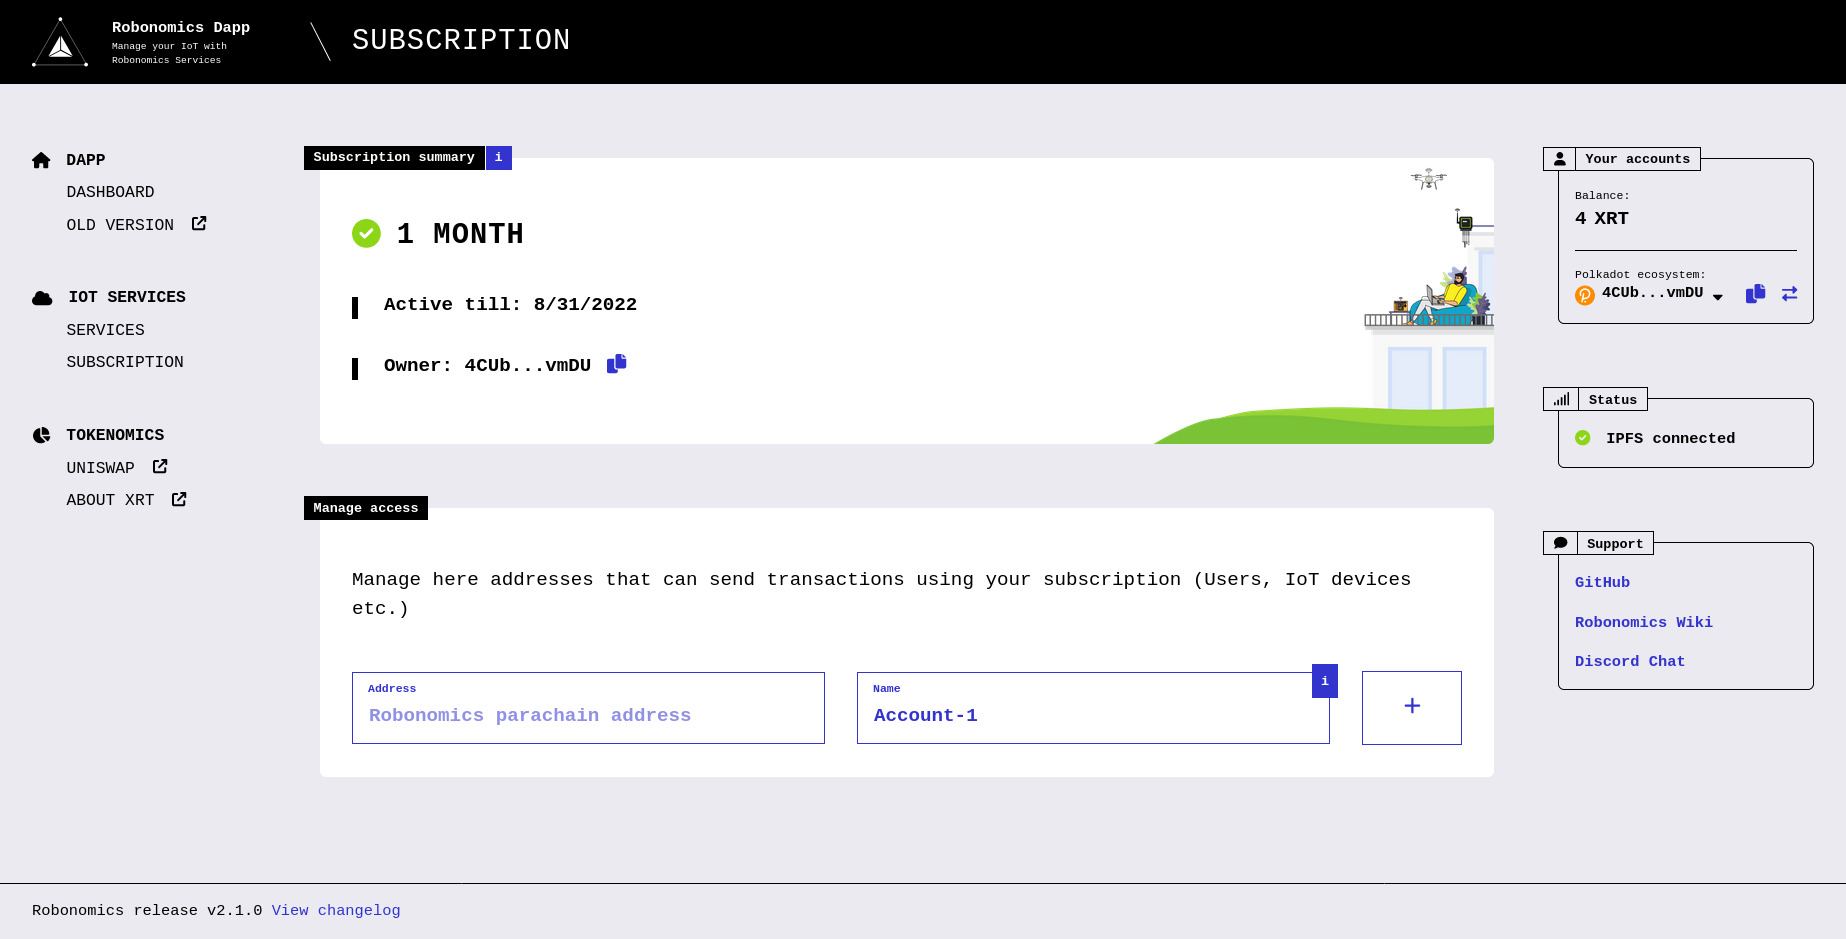 Robonomics Dapp
Manage your IoT with
Robonomics Services
SUBSCRIPTION
DAPP
DASHBOARD
OLD VERSION
IOT SERVICES
SERVICES
SUBSCRIPTION
TOKENOMICS
UNISWAP
ABOUT XRT
Subscription summary i
1 MONTH
Active till: 8/31/2022
Owner: 4CUb...vmDU
Manage access
Manage here addresses that can send transactions using your subscription (Users, IoT devices
etc.)
Address
Robonomics parachain address
Name
Account-1
i
+
Your accounts
Balance:
4 XRT
Polkadot ecosystem:
4CUb...vmDU
Status
IPFS connected
Support
GitHub
Robonomics Wiki
Discord Chat
Robonomics release v2.1.0 View changelog